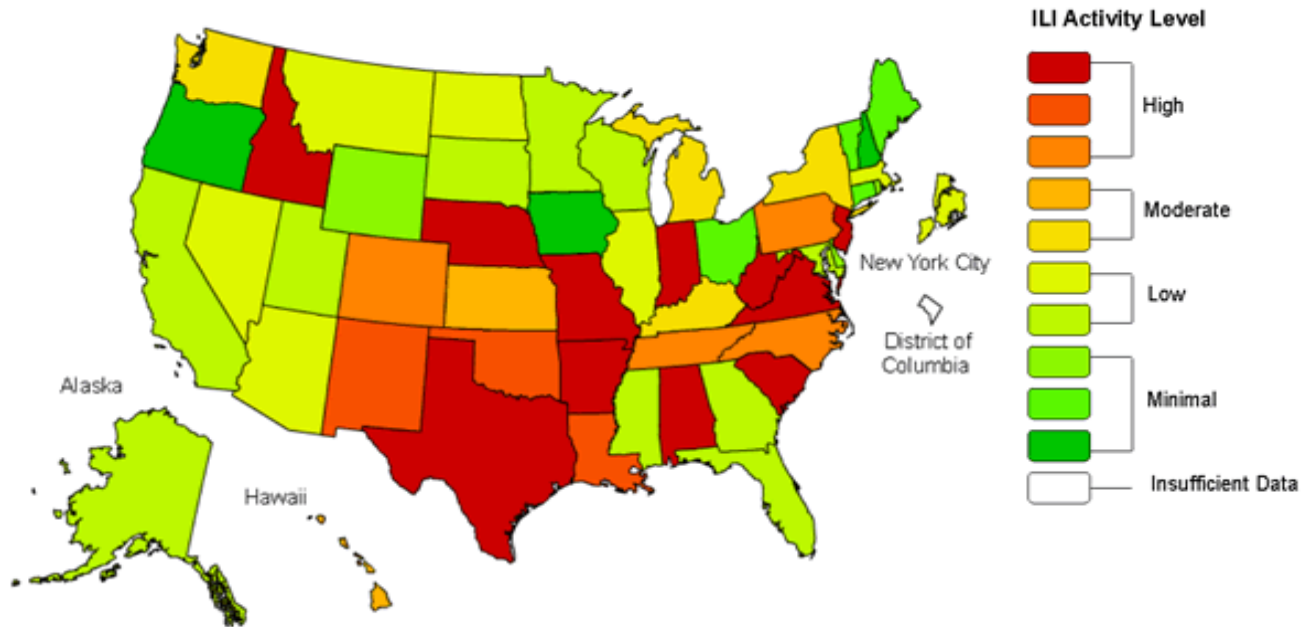 ILI Activity Level
High
Moderate
Low
Minimal
Insufficient Data
New York City
District of
Columbia
Alaska
Hawaii